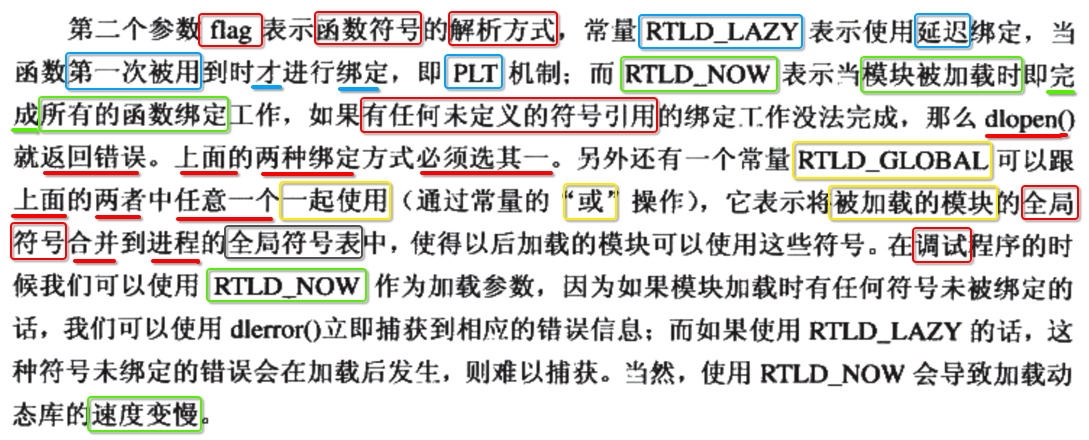 第二个参数 flag 表示函数符号的解析方式，常量 RTLD_LAZY 表示使用延迟绑定，当
函数第一次被用到时才进行绑定，即 PLT 机制；而 RTLD_NOW 表示当模块被加载时即完
成所有的函数绑定工作，如果有任何未定义的符号引用的绑定工作没法完成，那么 dlopen()
就返回错误。上面的两种绑定方式必须选其一。另外还有一个常量 RTLD_GLOBAL 可以跟
上面的两者中任意一个一起使用（通过常量的“或”操作），它表示将被加载的模块的全局
符号合并到进程的全局符号表中，使得以后加载的模块可以使用这些符号。在调试程序的时
候我们可以使用 RTLD_NOW 作为加载参数，因为如果模块加载时有任何符号未被绑定的
话，我们可以使用 dlerror()立即捕获到相应的错误信息；而如果使用 RTLD_LAZY 的话，这
种符号未绑定的错误会在加载后发生，则难以捕获。当然，使用 RTLD_NOW 会导致加载动
态库的速度变慢。